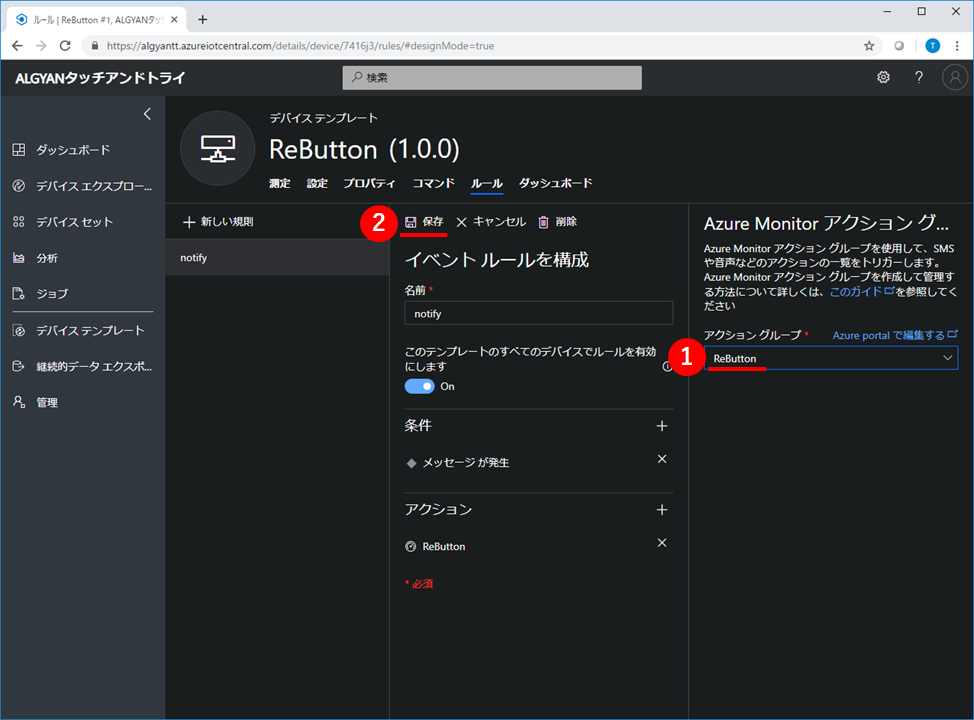 ルール | ReButton #1, ALGYANタッ
https://algyantt.azureiotcentral.com/details/device/7416j3/rules/#designMode=true
T
ALGYANタッチアンドトライ
検索
?
デバイス テンプレート
ReButton (1.0.0)
測定 設定 プロパティ コマンド ルール ダッシュボード
ダッシュボード
デバイス エクスプロー...
デバイス セット
分析
ジョブ
デバイス テンプレート
継続的データ エクスポ...
管理
新しい規則
notify
2
保存 キャンセル 削除
イベント ルールを構成
名前 *
notify
このテンプレートのすべてのデバイスでルールを有効
にします
On
条件
メッセージ が発生
アクション
ReButton
* 必須
Azure Monitor アクション グ...
Azure Monitor アクション グループを使用して、SMS
や音声などのアクションの一覧をトリガーします。
Azure Monitor アクション グループを作成して管理す
る方法について詳しくは、このガイドを参照してく
ださい
アクション グループ * Azure portal で編集する
1
ReButton